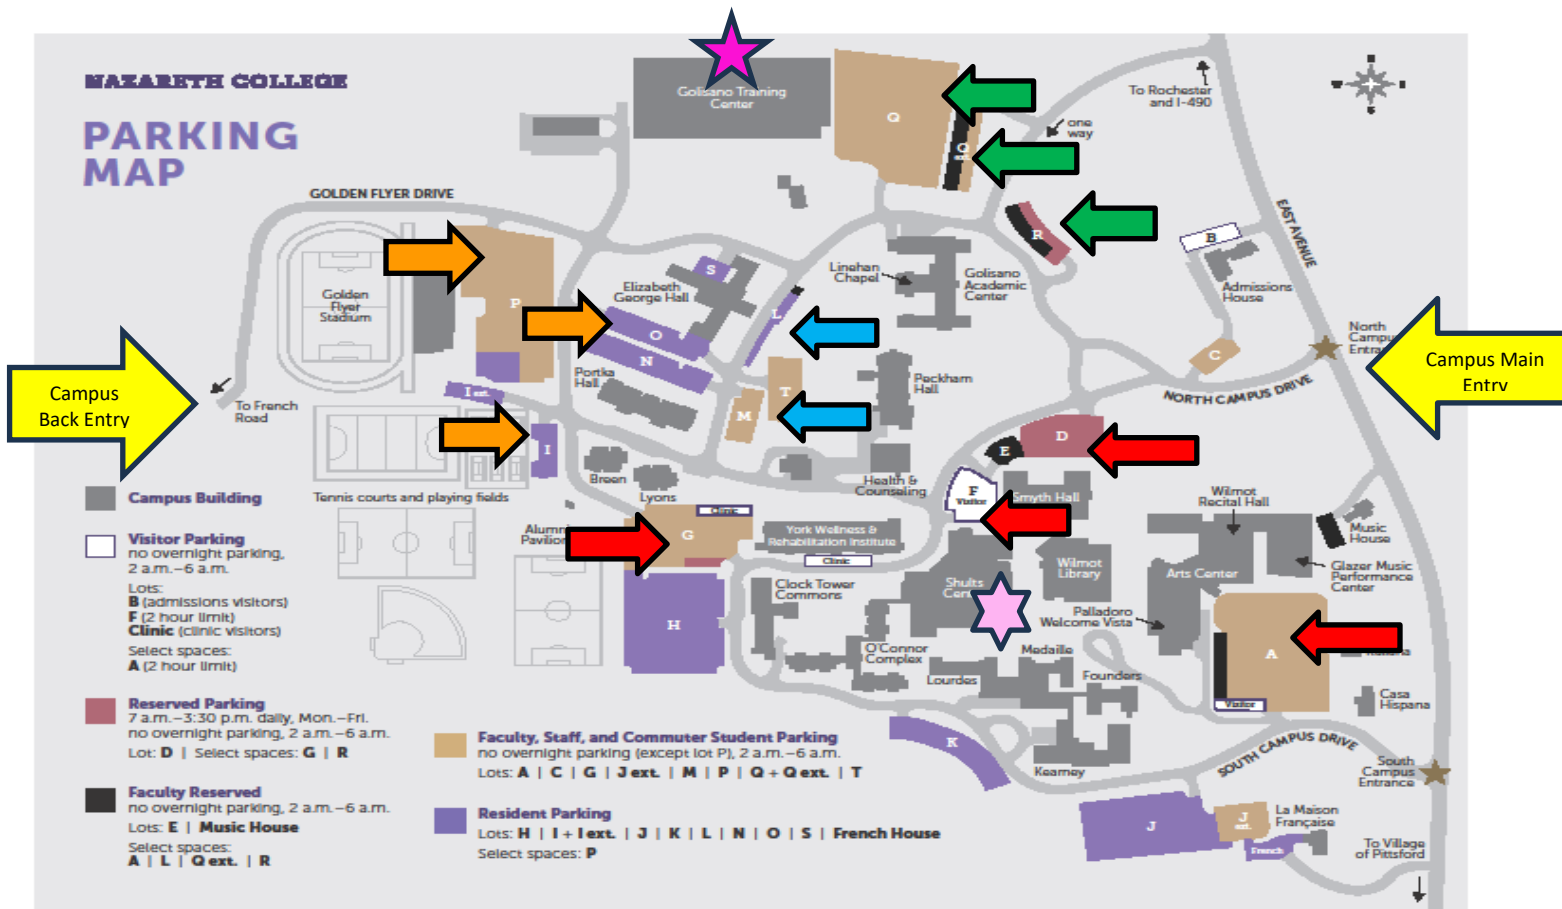 NAZARETH COLLEGE
PARKING
MAP
GOLDEN FLYER DRIVE
Golisano Training
Center
Q
Q
To Rochester
and I-490
one
way
R
EAST AVENUE
B
Admissions
House
Linehan
Chapel
Golisano
Academic
Center
Elizabeth
George Hall
S
L
O
N
P
Golden
Flyer
Stadium
Campus
Back Entry
To French
Road
I ext.
I
Portka
Hall
M
T
Peckham
Hall
C
North
Campus
Campus Main
Entry
NORTH CAMPUS DRIVE
D
E
F
Visitor
Smyth Hall
Health &
Counseling
Breen
Lyons
Tennis courts and playing fields
Alumni
Pavilion
Clinic
G
York Wellness &
Rehabilitation Institute
Clinic
Wilmot
Recital Hall
Music
House
Glazer Music
Performance
Center
Arts Center
Wilmot
Library
Shults
Clock Tower
Commons
H
O'Connor
Complex
Palladoro
Welcome Vista
A
Visitor
Casa
Hispana
Medaille
Lourdes
Founders
Kearney
K
SOUTH CAMPUS DRIVE
South
Campus
Entrance
J
J
ext.
La Maison
Française
French
To Village
of Pittsford
Campus Building
Visitor Parking
no overnight parking,
2 a.m.–6 a.m.
Lots:
B (admissions visitors)
F (2 hour limit)
Clinic (clinic visitors)
Select spaces:
A (2 hour limit)
Reserved Parking
7 a.m.–3:30 p.m. daily, Mon.–Fri.
no overnight parking, 2 a.m.–6 a.m.
Lot: D | Select spaces: G | R
Faculty Reserved
no overnight parking, 2 a.m.–6 a.m.
Lots: E | Music House
Select spaces:
A | L | Q ext. | R
Faculty, Staff, and Commuter Student Parking
no overnight parking (except lot P), 2 a.m.–6 a.m.
Lots: A | C | G | J ext. | M | P | Q + Q ext. | T
Resident Parking
Lots: H | I + I ext. | J | K | L | N | O | S | French House
Select spaces: P